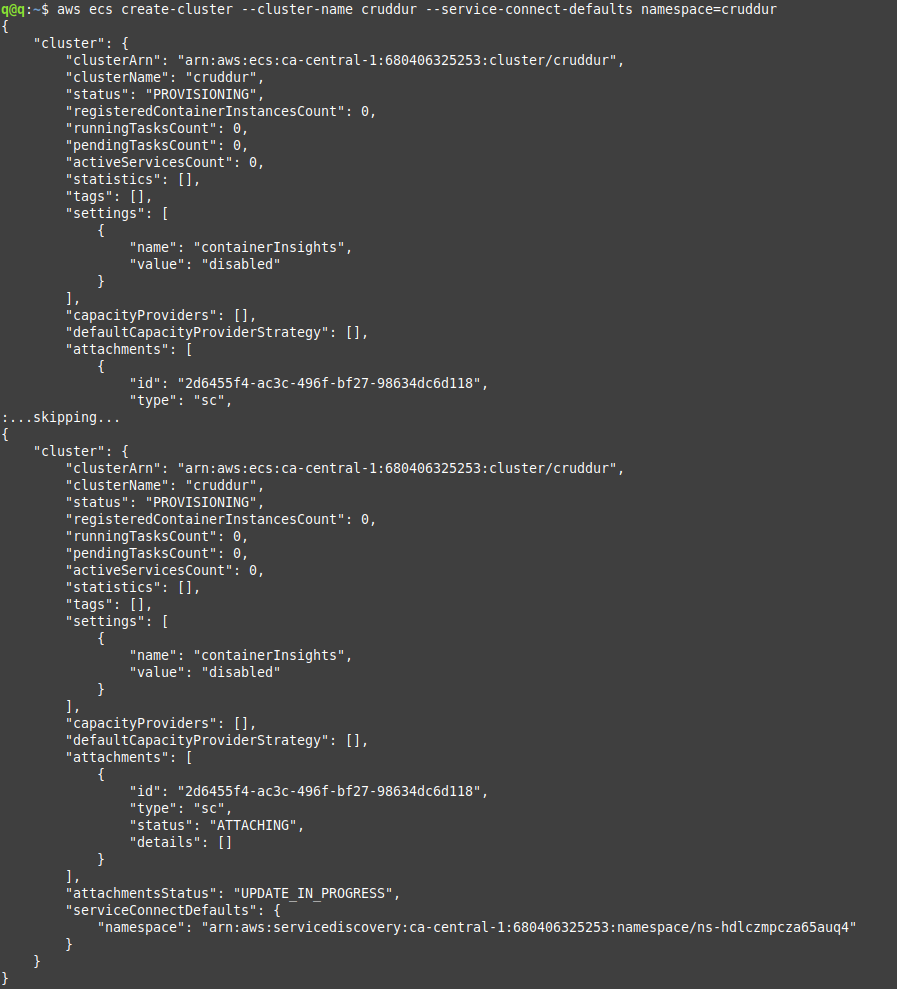 q@q:~$ aws ecs create-cluster --cluster-name cruddur --service-connect-defaults namespace=cruddur
{
    "cluster": {
        "clusterArn": "arn:aws:ecs:ca-central-1:680406325253:cluster/cruddur",
        "clusterName": "cruddur",
        "status": "PROVISIONING",
        "registeredContainerInstancesCount": 0,
        "runningTasksCount": 0,
        "pendingTasksCount": 0,
        "activeServicesCount": 0,
        "statistics": [],
        "tags": [],
        "settings": [
            {
                "name": "containerInsights",
                "value": "disabled"
            }
        ],
        "capacityProviders": [],
        "defaultCapacityProviderStrategy": [],
        "attachments": [
            {
                "id": "2d6455f4-ac3c-496f-bf27-98634dc6d118",
                "type": "sc",
:...skipping...
{
    "cluster": {
        "clusterArn": "arn:aws:ecs:ca-central-1:680406325253:cluster/cruddur",
        "clusterName": "cruddur",
        "status": "PROVISIONING",
        "registeredContainerInstancesCount": 0,
        "runningTasksCount": 0,
        "pendingTasksCount": 0,
        "activeServicesCount": 0,
        "statistics": [],
        "tags": [],
        "settings": [
            {
                "name": "containerInsights",
                "value": "disabled"
            }
        ],
        "capacityProviders": [],
        "defaultCapacityProviderStrategy": [],
        "attachments": [
            {
                "id": "2d6455f4-ac3c-496f-bf27-98634dc6d118",
                "type": "sc",
                "status": "ATTACHING",
                "details": []
            }
        ],
        "attachmentsStatus": "UPDATE_IN_PROGRESS",
        "serviceConnectDefaults": {
            "namespace": "arn:aws:servicediscovery:ca-central-1:680406325253:namespace/ns-hdlczmpcza65auq4"
        }
    }
}